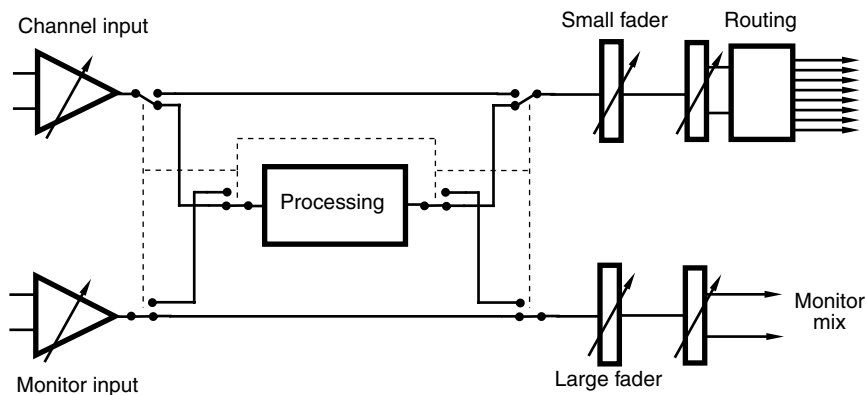 Channel input
Small fader
Routing
Processing
Monitor
mix
Monitor input
Large fader